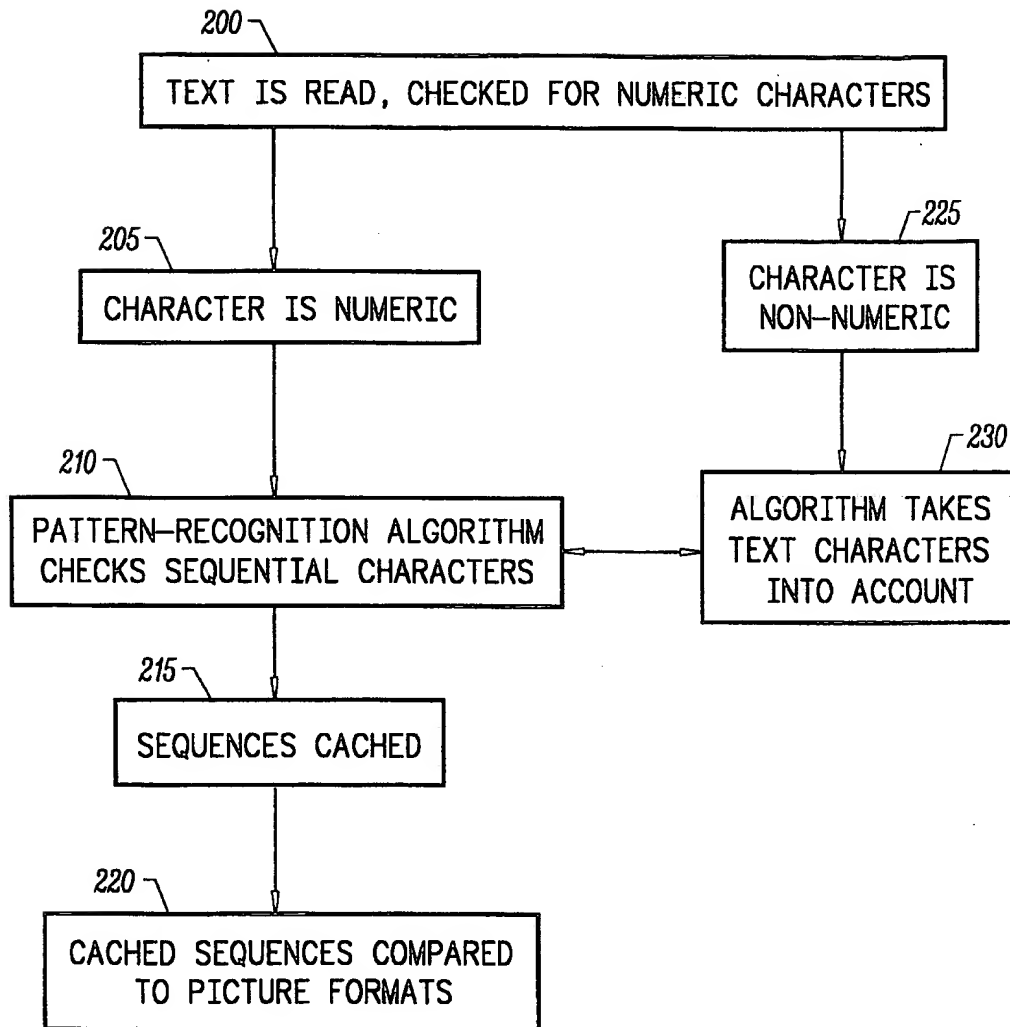 200
TEXT IS READ, CHECKED FOR NUMERIC CHARACTERS
205
CHARACTER IS NUMERIC
225
CHARACTER IS
NON-NUMERIC
210
PATTERN-RECOGNITION ALGORITHM
CHECKS SEQUENTIAL CHARACTERS
230
ALGORITHM TAKES
TEXT CHARACTERS
INTO ACCOUNT
215
SEQUENCES CACHED
220
CACHED SEQUENCES COMPARED
TO PICTURE FORMATS